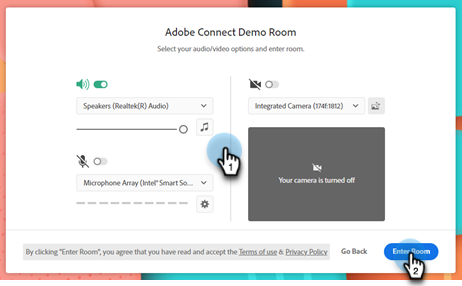 Adobe Connect Demo Room
Select your audio/video options and enter room.
Speakers (Realtek(R) Audio)
Integrated Camera (174f:1812)
1
Your camera is turned off
Microphone Array (Intel® Smart So...
By clicking "Enter Room", you agree that you have read and accept the Terms of use & Privacy Policy
Go Back
Enter Room
2